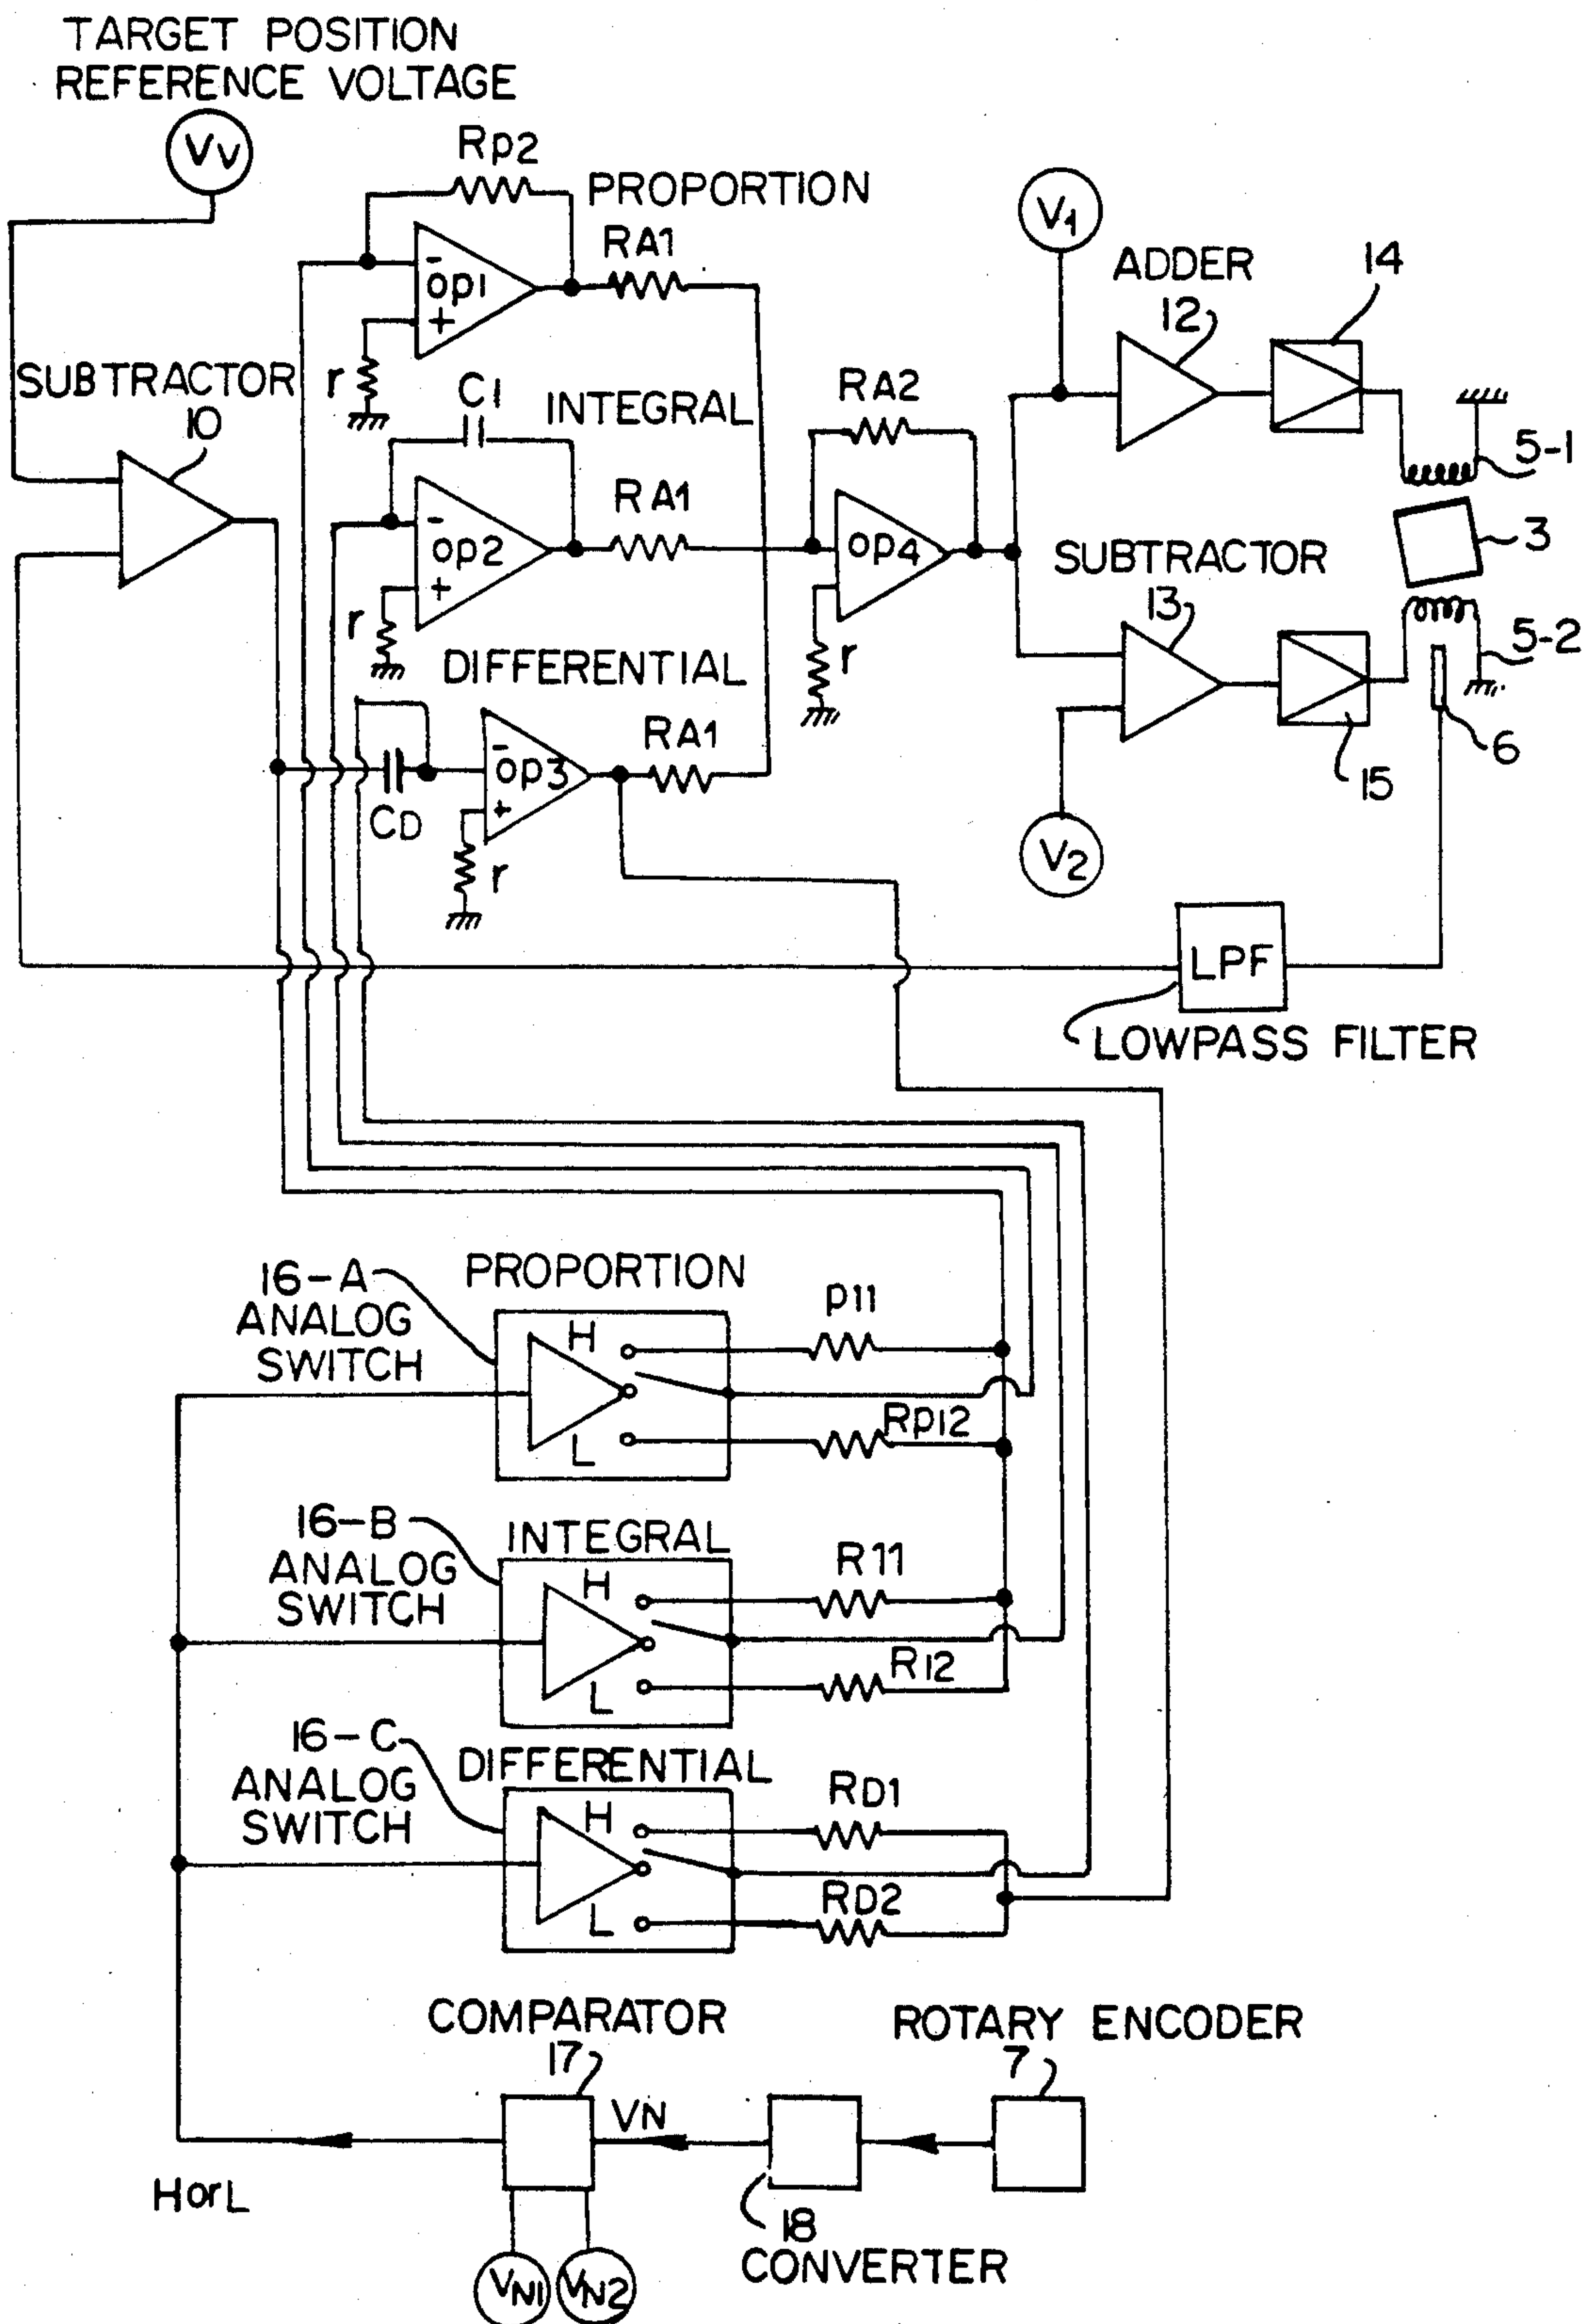 TARGET POSITION
REFERENCE VOLTAGE
Vv
Rp2
PROPORTION
RA1
-
op1
+
r
V1
ADDER
12
14
SUBTRACTOR
10
CI
INTEGRAL
RA1
-
op2
+
r
RA2
op4
r
5-1
3
SUBTRACTOR
13
5-2
DIFFERENTIAL
RA1
-
op3
+
CD
r
15
6
V2
LPF
LOWPASS FILTER
16-A
ANALOG
SWITCH
PROPORTION
H
L
p11
Rp12
16-B
ANALOG
SWITCH
INTEGRAL
H
L
R11
R12
16-C
ANALOG
SWITCH
DIFFERENTIAL
H
L
RD1
RD2
COMPARATOR
17
VN
ROTARY ENCODER
7
HorL
18
CONVERTER
VN1
VN2